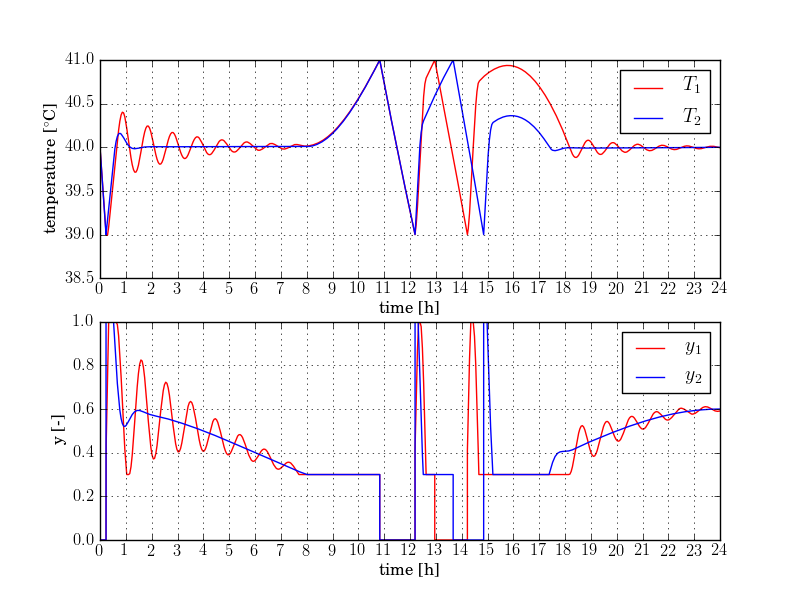 41.0
40.5
40.0
39.5
39.0
38.5
temperature [°C]
T₁
T₂
0 1 2 3 4 5 6 7 8 9 10 11 12 13 14 15 16 17 18 19 20 21 22 23 24
time [h]
1.0
0.8
0.6
0.4
0.2
0.0
y [-]
y₁
y₂
0 1 2 3 4 5 6 7 8 9 10 11 12 13 14 15 16 17 18 19 20 21 22 23 24
time [h]